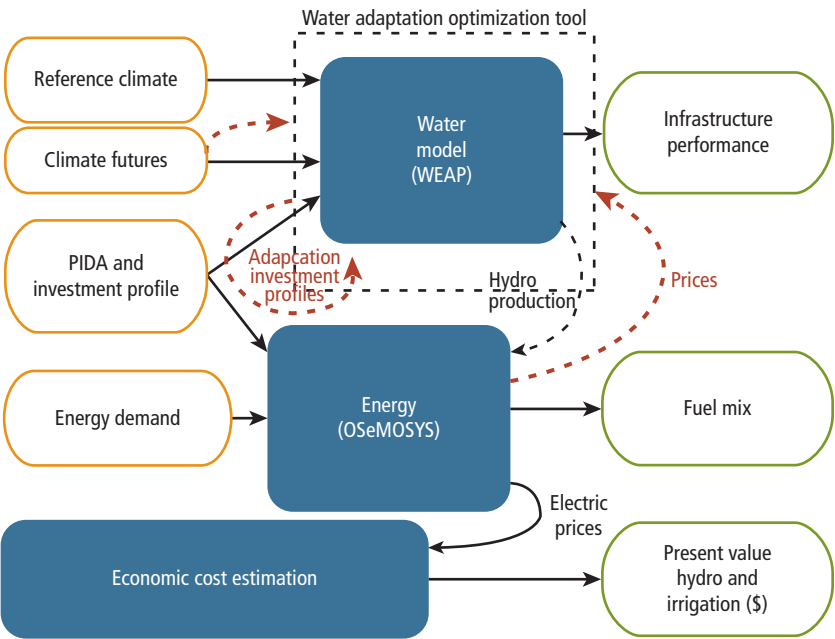 Water adaptation optimization tool
Reference climate
Climate futures
PIDA and
investment profile
Energy demand
Water
model
(WEAP)
Adapcation
investment
profiles
Hydro
production
Prices
Energy
(OSeMOSYS)
Electric
prices
Economic cost estimation
Infrastructure
performance
Fuel mix
Present value
hydro and
irrigation ($)